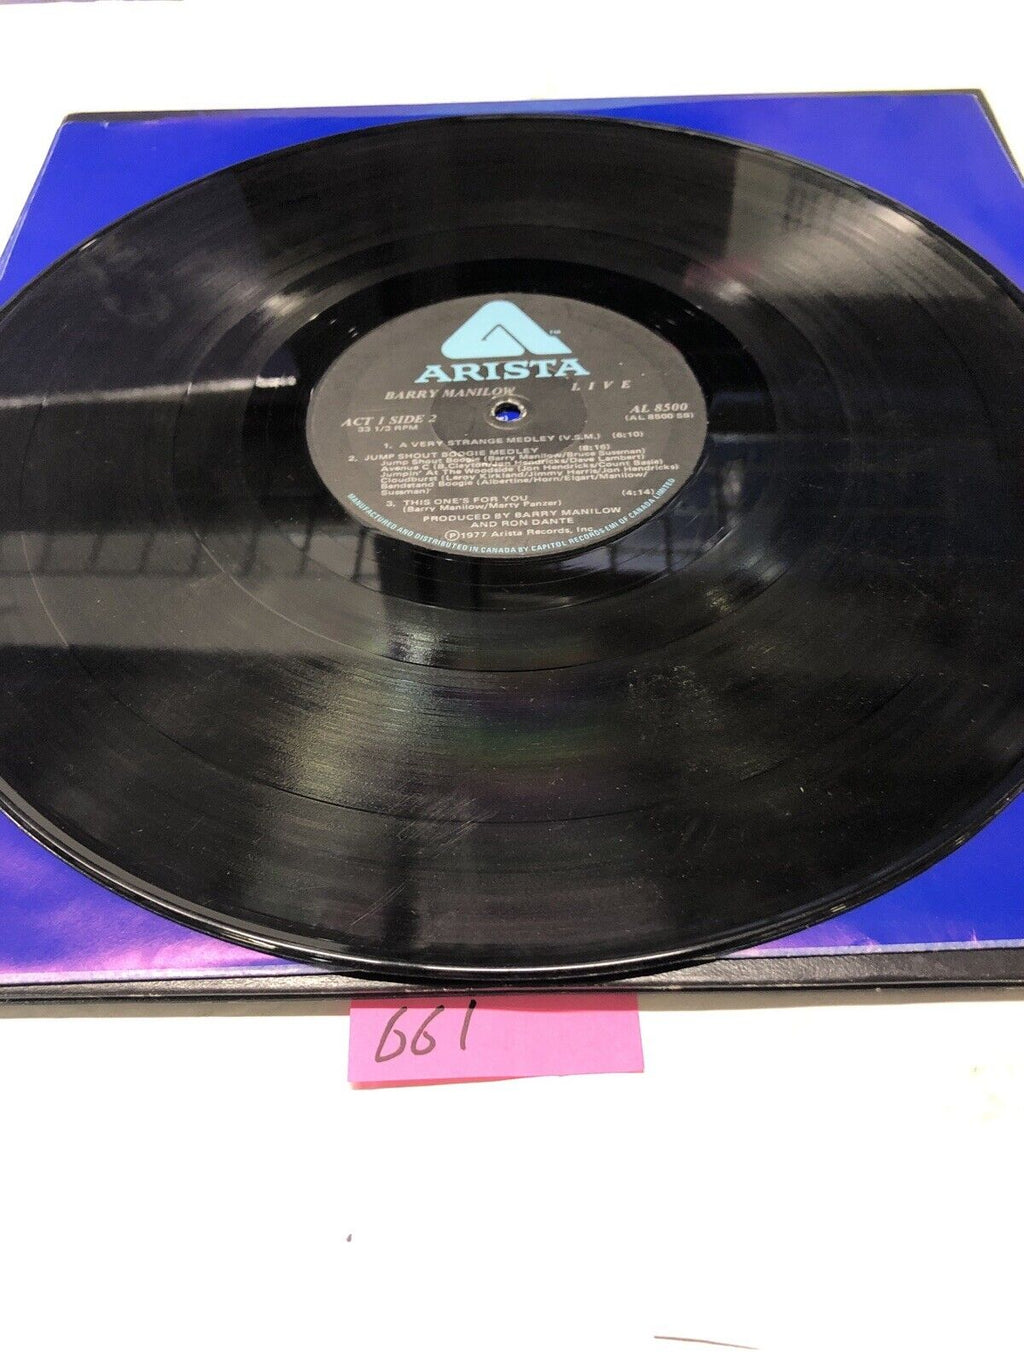 ARISTA
BARRY MANILOW LIVE
ACT 1 SIDE 2 AL 8500
33 1/3 RPM (AL 8500 SB)
1. A VERY STRANGE MEDLEY (V.S.M.) (6:10)
2. JUMP SHOUT BOOGIE MEDLEY (8:16)
Jump Shout Boogie (Barry Manilow/Bruce Sussman)
Avenue C (B. Clayton/Jon Hendricks/Dave Lambert)
Jumpin' At The Woodside (Jon Hendricks/Count Basie)
Cloudburst (Leroy Kirkland/Jimmy Harris/Jon Hendricks)
Bandstand Boogie (Albertine/Horn/Elgart/Manilow/
Sussman)
3. THIS ONE'S FOR YOU (4:14)
(Barry Manilow/Marty Panzer)
PRODUCED BY BARRY MANILOW
AND RON DANTE
Ⓟ1977 Arista Records, Inc.
MANUFACTURED AND DISTRIBUTED IN CANADA BY CAPITOL RECORDS-EMI OF CANADA LIMITED
661